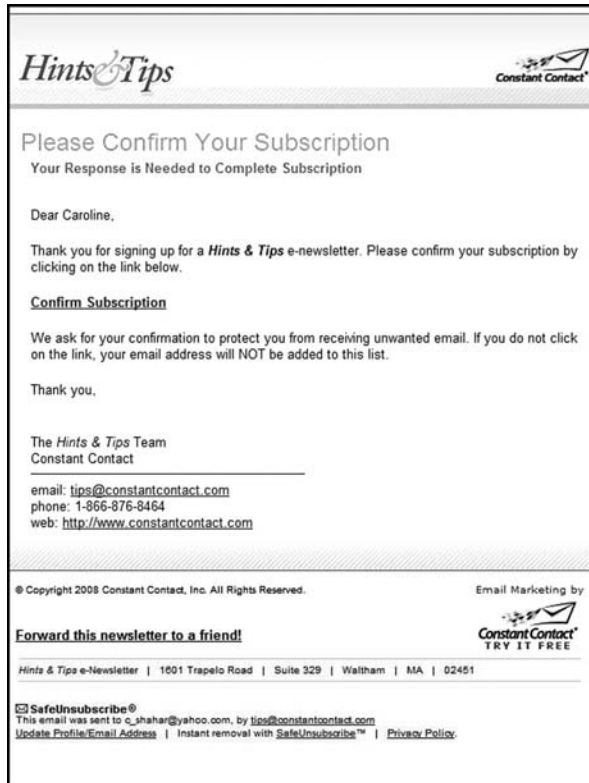 Hints & Tips
Constant Contact®
Please Confirm Your Subscription
Your Response is Needed to Complete Subscription
Dear Caroline,
Thank you for signing up for a Hints & Tips e-newsletter. Please confirm your subscription by
clicking on the link below.
Confirm Subscription
We ask for your confirmation to protect you from receiving unwanted email. If you do not click
on the link, your email address will NOT be added to this list.
Thank you,
The Hints & Tips Team
Constant Contact
email: tips@constantcontact.com
phone: 1-866-876-8464
web: http://www.constantcontact.com
© Copyright 2008 Constant Contact, Inc. All Rights Reserved.
Email Marketing by
Constant Contact®
TRY IT FREE
Forward this newsletter to a friend!
Hints & Tips e-Newsletter | 1601 Trapelo Road | Suite 329 | Waltham | MA | 02451
SafeUnsubscribe®
This email was sent to c_shahar@yahoo.com, by tips@constantcontact.com
Update Profile/Email Address | Instant removal with SafeUnsubscribe™ | Privacy Policy.